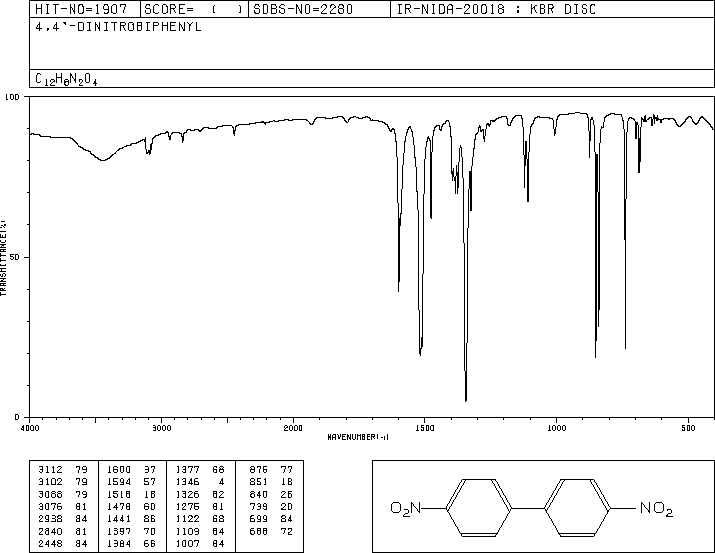 HIT-NO=1907 SCORE= ( ) SDBS-NO=2280 IR-NIDA-20018 : KBR DISC
4,4'-DINITROBIPHENYL
C12H8N2O4
100
50
0
TRANSMITTANCE(%)
4000 3000 2000 1500 1000 500
WAVENUMBER(-1)
3112 79 1600 37 1377 68 876 77
3102 79 1594 57 1346 4 851 18
3088 79 1518 18 1326 62 840 26
3076 81 1478 60 1276 81 739 20
2938 84 1441 86 1122 68 699 84
2840 81 1397 70 1109 64 688 72
2448 84 1384 66 1007 84
O2N NO2